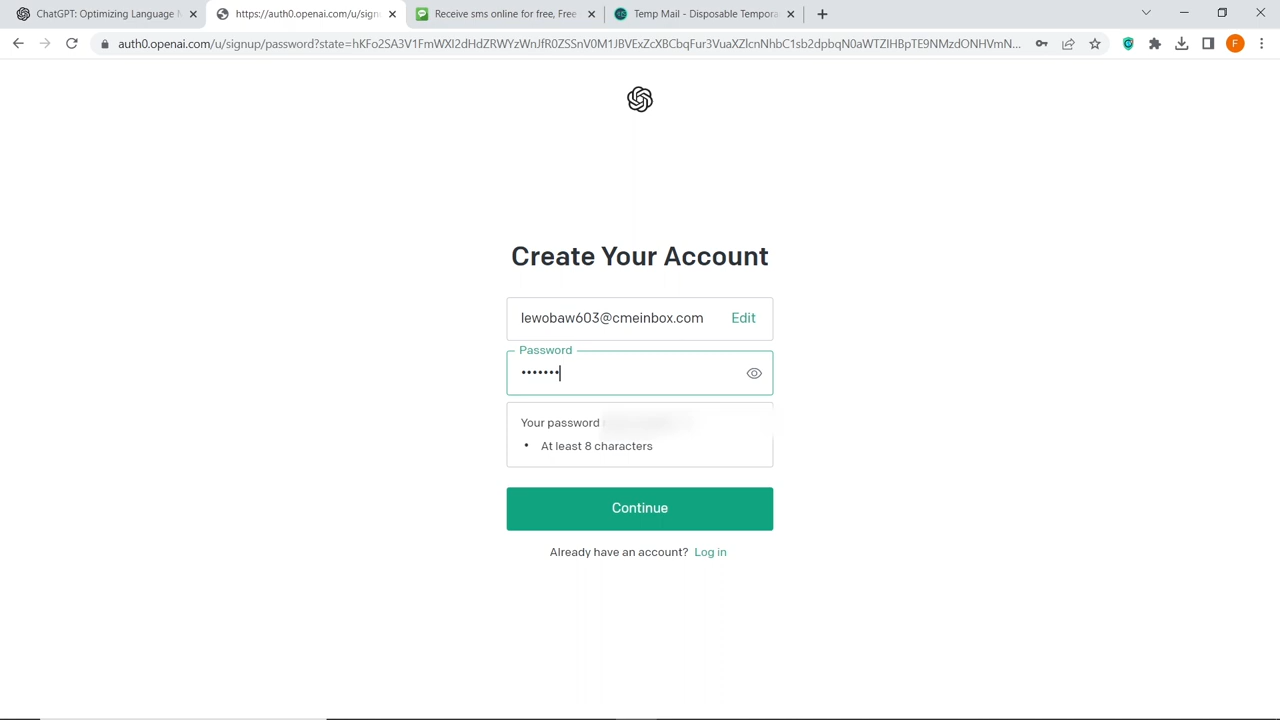 ChatGPT: Optimizing Language
https://auth0.openai.com/u/sign
Receive sms online for free, Free
Temp Mail - Disposable Tempora
auth0.openai.com/u/signup/password?state=
F
Create Your Account
lewobaw603@cmeinbox.com Edit
Password
•••••••
Your password
• At least 8 characters
Continue
Already have an account? Log in